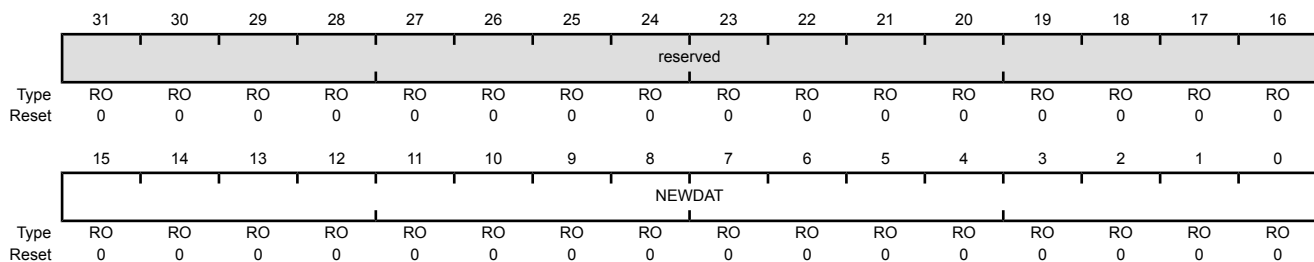 31 30 29 28 27 26 25 24 23 22 21 20 19 18 17 16
reserved
Type RO RO RO RO RO RO RO RO RO RO RO RO RO RO RO RO
Reset 0 0 0 0 0 0 0 0 0 0 0 0 0 0 0 0
15 14 13 12 11 10 9 8 7 6 5 4 3 2 1 0
NEWDAT
Type RO RO RO RO RO RO RO RO RO RO RO RO RO RO RO RO
Reset 0 0 0 0 0 0 0 0 0 0 0 0 0 0 0 0